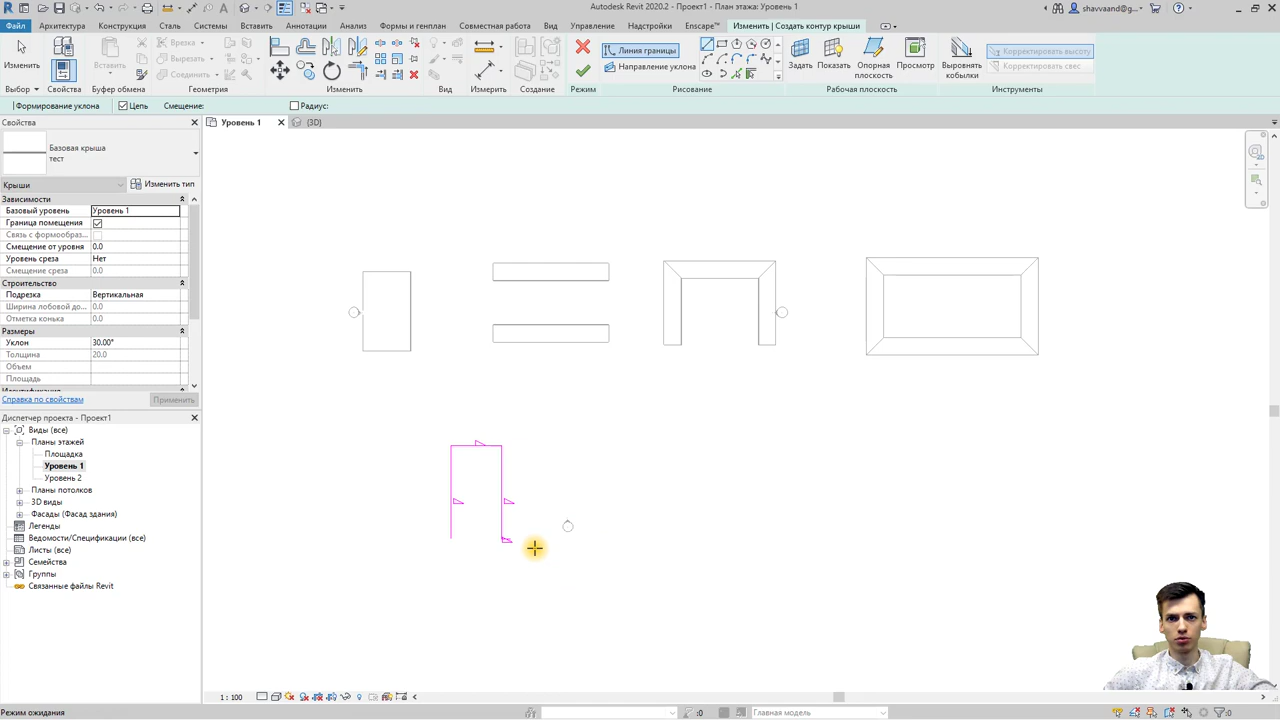 Autodesk Revit 2020.2 - Проект1 - План этажа: Уровень 1
shavvaand@g...
Файл Архитектура Конструкция Сталь Системы Вставить Аннотации Анализ Формы и генплан Совместная работа Вид Управление Надстройки Enscape™ Изменить | Создать контур крыши
Изменить
Свойства
Вставить
Врезка
Вырезать
Соединить
Измерить
Линия границы
Направление уклона
Задать Показать Опорная плоскость Просмотр
Выровнять кобылки
Корректировать высоту
Корректировать свес
Выбор Буфер обмена Геометрия Изменить Вид Измерить Создание Режим Рисование Рабочая плоскость Инструменты
Формирование уклона Цепь Смещение: Радиус:
Свойства
Уровень 1 {3D}
Базовая крыша
тест
Крыши Изменить тип
Зависимости
Базовый уровень Уровень 1
Граница помещения
Связь с формообраз...
Смещение от уровня 0.0
Уровень среза Нет
Смещение среза 0.0
Строительство
Подрезка Вертикальная
Ширина лобовой до... 0.0
Отметка конька 0.0
Размеры
Уклон 30.00°
Толщина 20.0
Объем
Площадь
Справка по свойствам Применить
Диспетчер проекта - Проект1
Виды (все)
Планы этажей
Площадка
Уровень 1
Уровень 2
Планы потолков
3D виды
Фасады (Фасад здания)
Легенды
Ведомости/Спецификации (все)
Листы (все)
Семейства
Группы
Связанные файлы Revit
1 : 100
Режим ожидания
:0 Главная модель :0